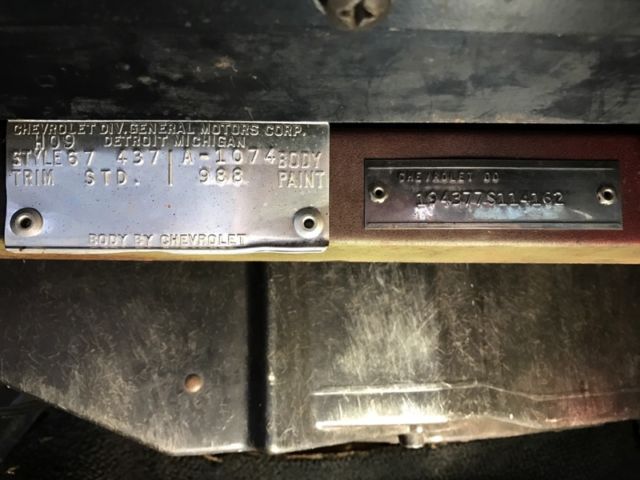 CHEVROLET DIV. GENERAL MOTORS CORP.
H09 DETROIT MICHIGAN
STYLE 67 437 A-1074 BODY
TRIM STD. 988 PAINT
BODY BY CHEVROLET
CHEVROLET CO
194377S114162